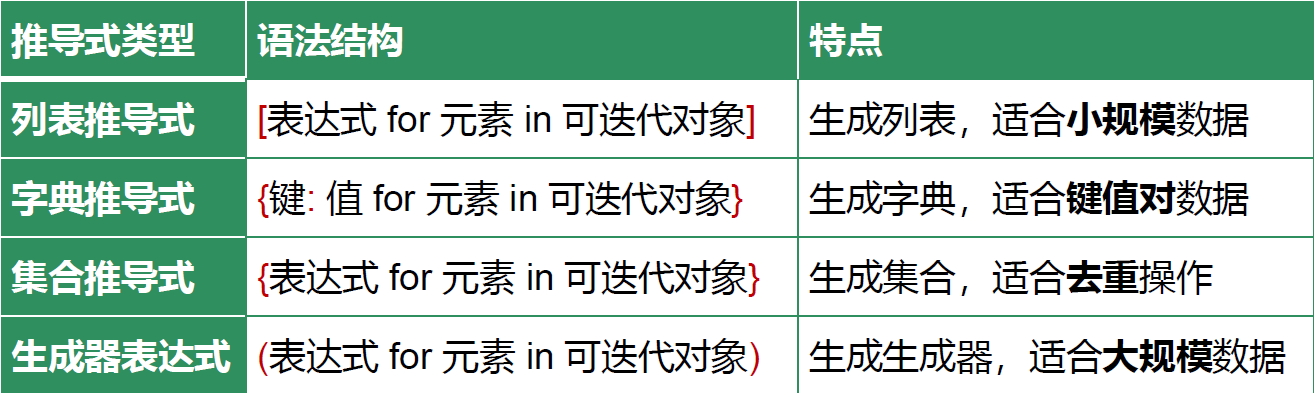 推导式类型 语法结构 特点
列表推导式 [表达式 for 元素 in 可迭代对象] 生成列表，适合小规模数据
字典推导式 {键: 值 for 元素 in 可迭代对象} 生成字典，适合键值对数据
集合推导式 {表达式 for 元素 in 可迭代对象} 生成集合，适合去重操作
生成器表达式 (表达式 for 元素 in 可迭代对象) 生成生成器，适合大规模数据